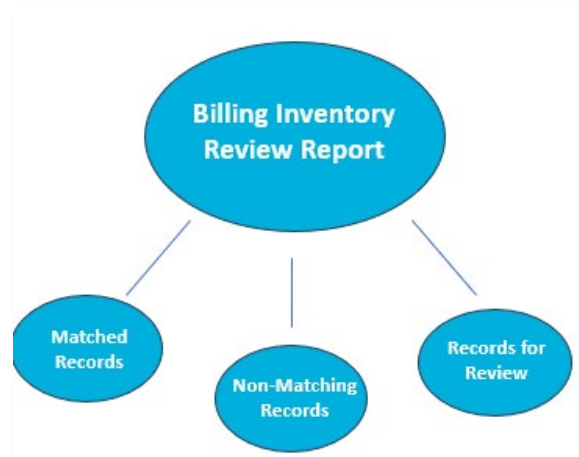 Billing Inventory
Review Report
Matched
Records
Non-Matching
Records
Records for
Review